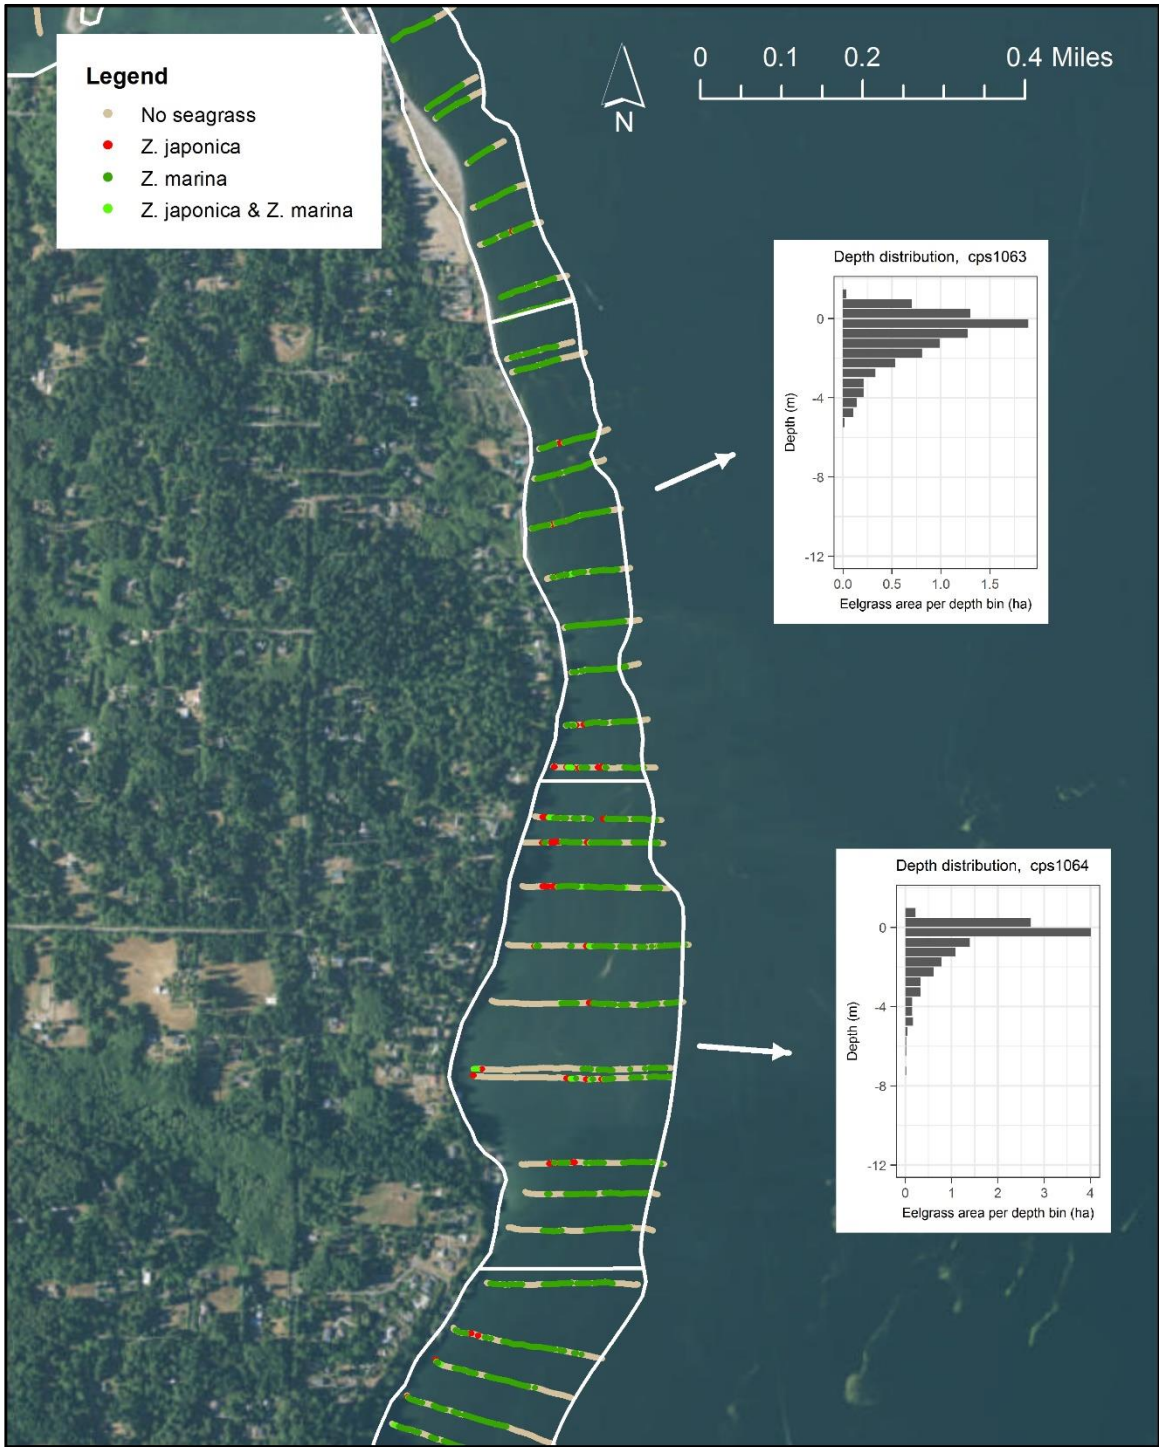 Legend
No seagrass
Z. japonica
Z. marina
Z. japonica & Z. marina
N
0 0.1 0.2 0.4 Miles
Depth distribution, cps1063
0
-4
-8
-12
Depth (m)
0.0 0.5 1.0 1.5
Eelgrass area per depth bin (ha)
Depth distribution, cps1064
0
-4
-8
-12
Depth (m)
0 1 2 3 4
Eelgrass area per depth bin (ha)